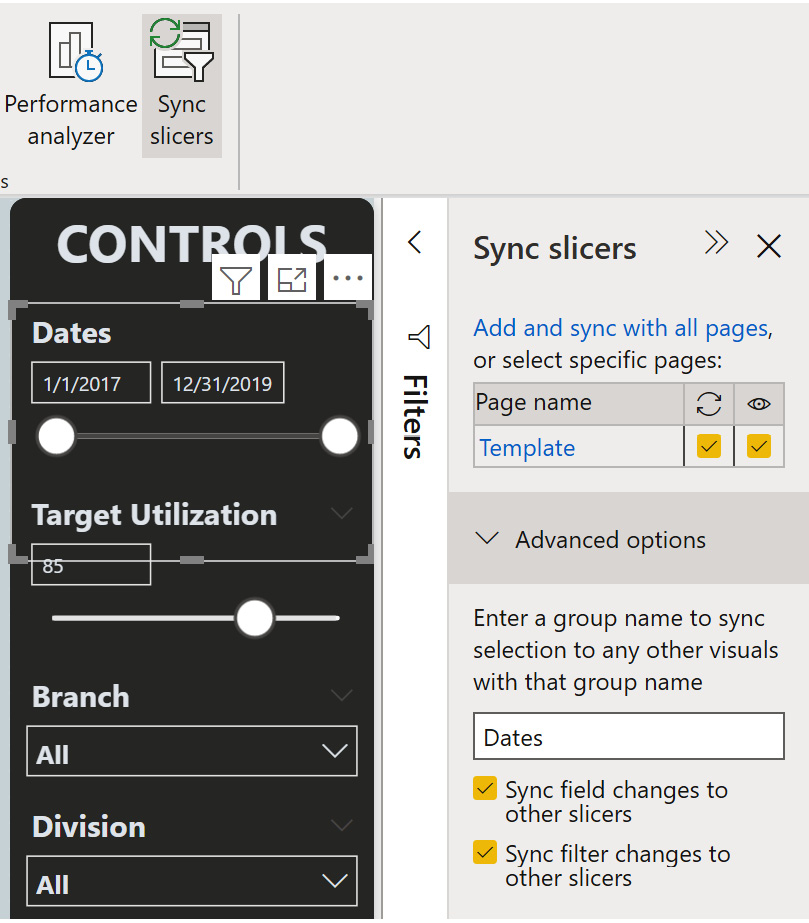 Performance
analyzer
Sync
slicers
s
CONTROLS
Dates
1/1/2017
12/31/2019
Target Utilization
85
Branch
All
Division
All
Filters
Sync slicers
Add and sync with all pages,
or select specific pages:
Page name
Template
Advanced options
Enter a group name to sync
selection to any other visuals
with that group name
Dates
Sync field changes to
other slicers
Sync filter changes to
other slicers